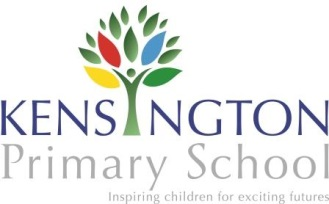 KENSINGTON
Primary School
Inspiring children for exciting futures